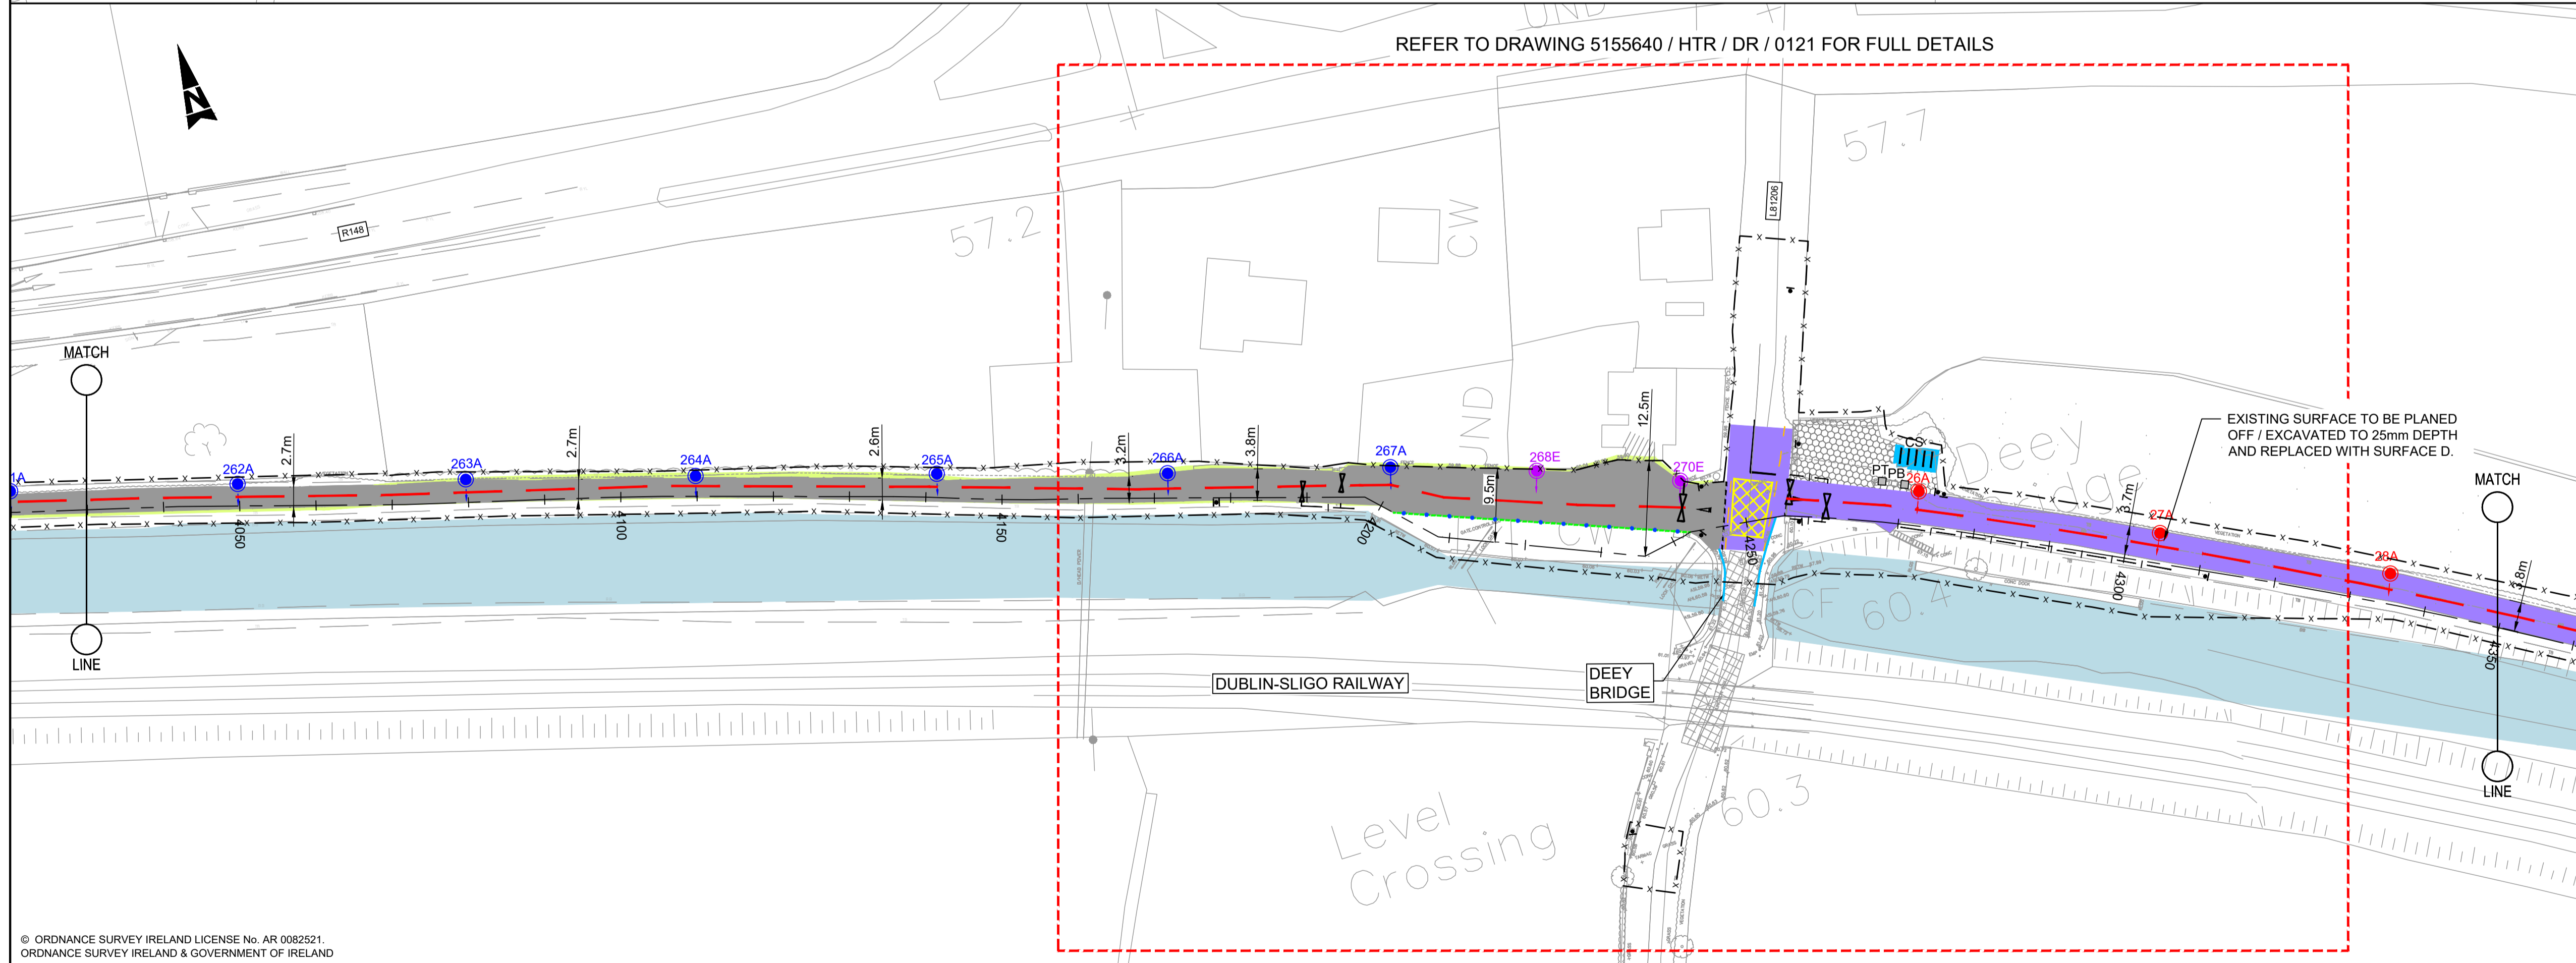 REFER TO DRAWING 5155640 / HTR / DR / 0121 FOR FULL DETAILS
UND
N
57.7
57.2
R148
L81206
CW
UND
MATCH
LINE
1A
262A
2.7m
263A
2.7m
264A
2.6m
265A
3.2m
266A
3.8m
267A
9.5m
268E
12.5m
270E
CW
4050
4100
4150
4200
4250
4300
4350
CS
PT
PB
26A
3.7m
27A
28A
3.8m
EXISTING SURFACE TO BE PLANED
OFF / EXCAVATED TO 25mm DEPTH
AND REPLACED WITH SURFACE D.
MATCH
LINE
Deey
CF 60.4
VEGETATION
DUBLIN-SLIGO RAILWAY
DEEY
BRIDGE
60.3
Level
Crossing
© ORDNANCE SURVEY IRELAND LICENSE No. AR 0082521.
ORDNANCE SURVEY IRELAND & GOVERNMENT OF IRELAND